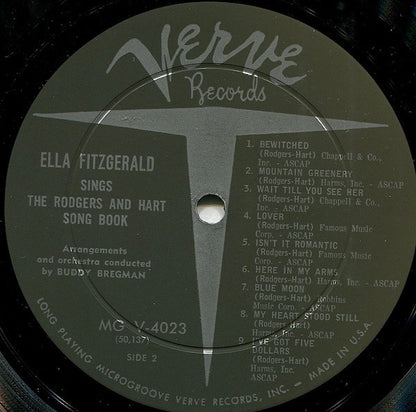 Verve
Records
ELLA FITZGERALD
SINGS
THE RODGERS AND HART
SONG BOOK
Arrangements
and orchestra conducted
by BUDDY BREGMAN
MG V-4023
(50,137)
SIDE 2
1. BEWITCHED
(Rodgers-Hart) Chappell & Co.,
Inc. - ASCAP
2. MOUNTAIN GREENERY
(Rodgers-Hart) Harms, Inc. - ASCAP
3. WAIT TILL YOU SEE HER
(Rodgers-Hart) Chappell & Co.,
Inc. - ASCAP
4. LOVER
(Rodgers-Hart) Famous Music
Corp. - ASCAP
5. ISN'T IT ROMANTIC
(Rodgers-Hart) Famous Music
Corp. - ASCAP
6. HERE IN MY ARMS
(Rodgers-Hart) Harms, Inc. - ASCAP
7. BLUE MOON
(Rodgers-Hart) Robbins
Music Corp. - ASCAP
8. MY HEART STOOD STILL
(Rodgers-Hart) Harms,
Inc. - ASCAP
9. I'VE GOT FIVE
DOLLARS
(Rodgers-Hart)
Harms, Inc.
ASCAP
LONG PLAYING MICROGROOVE VERVE RECORDS, INC. - MADE IN U.S.A.